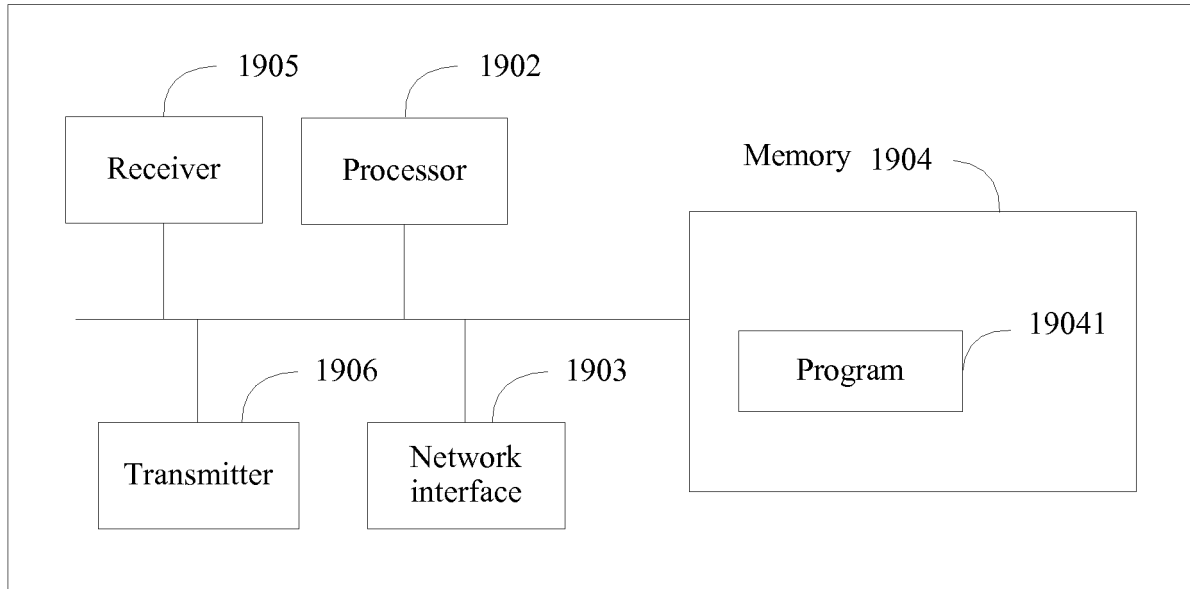 1905
1902
Receiver
Processor
Memory 1904
19041
Program
1906
1903
Transmitter
Network
interface